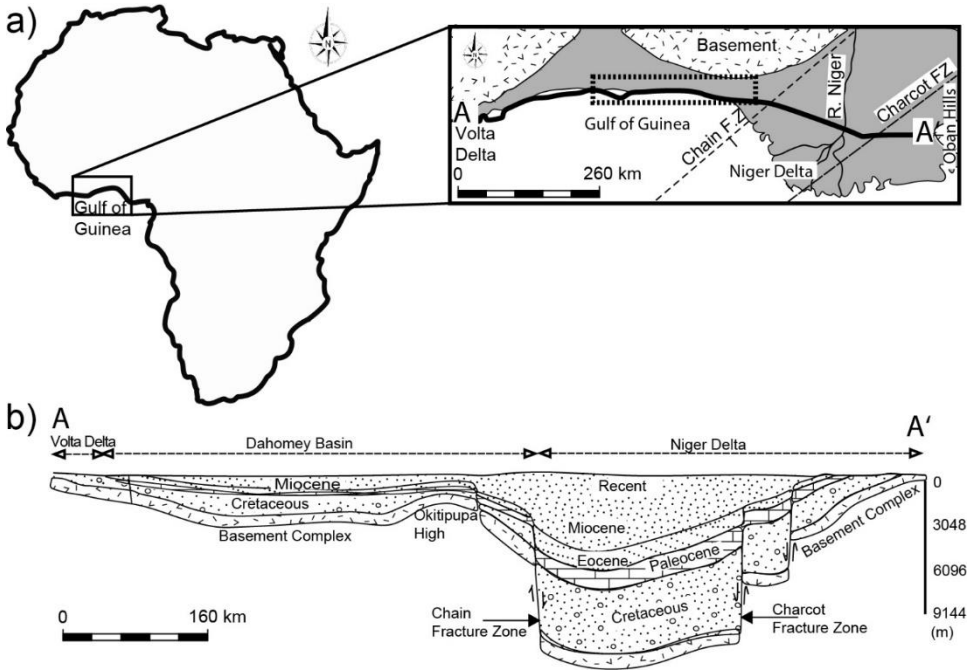 a)
N
Gulf of
Guinea
Basement
A
Volta
Delta
Gulf of Guinea
Chain F.Z
R. Niger
Charcot FZ
A'
Oban Hills
Niger Delta
0 260 km
b)
A A'
Volta Delta Dahomey Basin Niger Delta
Miocene
Cretaceous
Basement Complex
Okitipupa
High
Recent
Miocene
Eocene
Paleocene
Cretaceous
Basement Complex
0
3048
6096
9144
(m)
Chain
Fracture Zone
Charcot
Fracture Zone
0 160 km